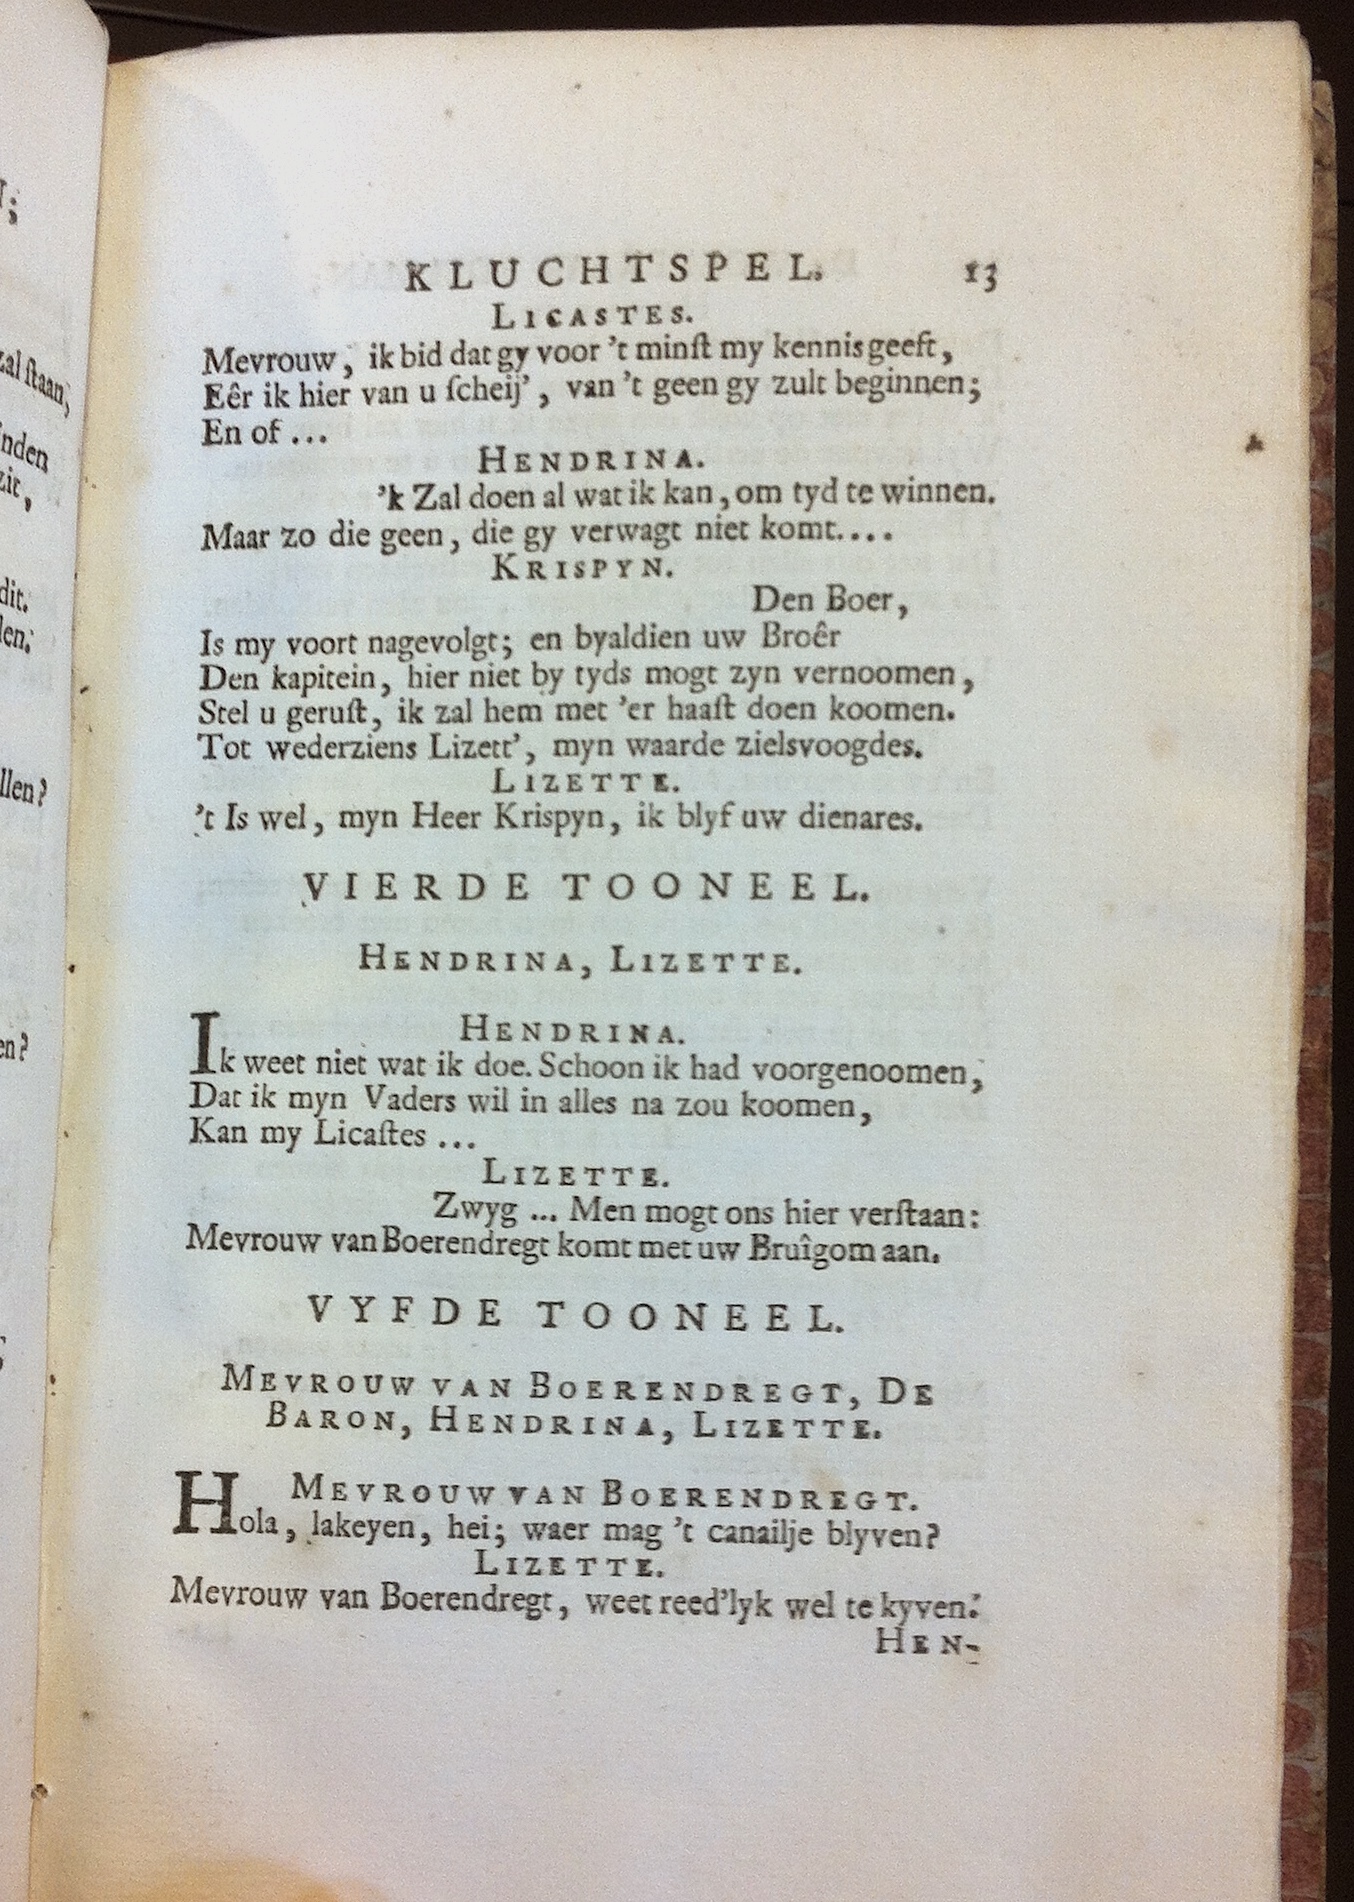 KLUCHTSPEL. 13
LICASTES.
Mevrouw, ik bid dat gy voor 't minſt my kennis geeft,
Eêr ik hier van u ſcheij', van 't geen gy zult beginnen;
En of ...
HENDRINA.
'k Zal doen al wat ik kan, om tyd te winnen.
Maar zo die geen, die gy verwagt niet komt....
KRISPYN.
Den Boer,
Is my voort nagevolgt; en byaldien uw Broêr
Den kapitein, hier niet by tyds mogt zyn vernoomen,
Stel u geruſt, ik zal hem met 'er haaſt doen koomen.
Tot wederziens Lizett', myn waarde zielsvoogdes.
LIZETTE.
't Is wel, myn Heer Krispyn, ik blyf uw dienares.
VIERDE TOONEEL.
HENDRINA, LIZETTE.
HENDRINA.
Ik weet niet wat ik doe. Schoon ik had voorgenoomen,
Dat ik myn Vaders wil in alles na zou koomen,
Kan my Licaſtes ...
LIZETTE.
Zwyg ... Men mogt ons hier verſtaan:
Mevrouw van Boerendregt komt met uw Bruîgom aan.
VYFDE TOONEEL.
MEVROUW VAN BOERENDREGT, DE
BARON, HENDRINA, LIZETTE.
MEVROUW VAN BOERENDREGT.
Hola, lakeyen, hei; waer mag 't canailje blyven?
LIZETTE.
Mevrouw van Boerendregt, weet reed'lyk wel te kyven.
HEN-
zal ſtaan,
dit.